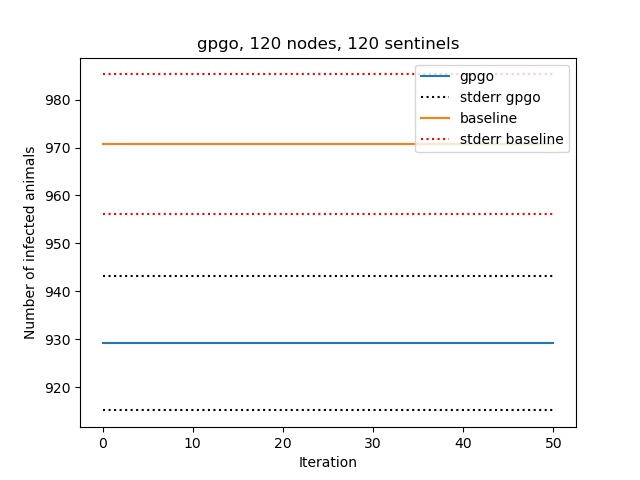 gpgo, 120 nodes, 120 sentinels
gpgo
stderr gpgo
baseline
stderr baseline
980
970
960
950
940
930
920
Number of infected animals
0 10 20 30 40 50
Iteration